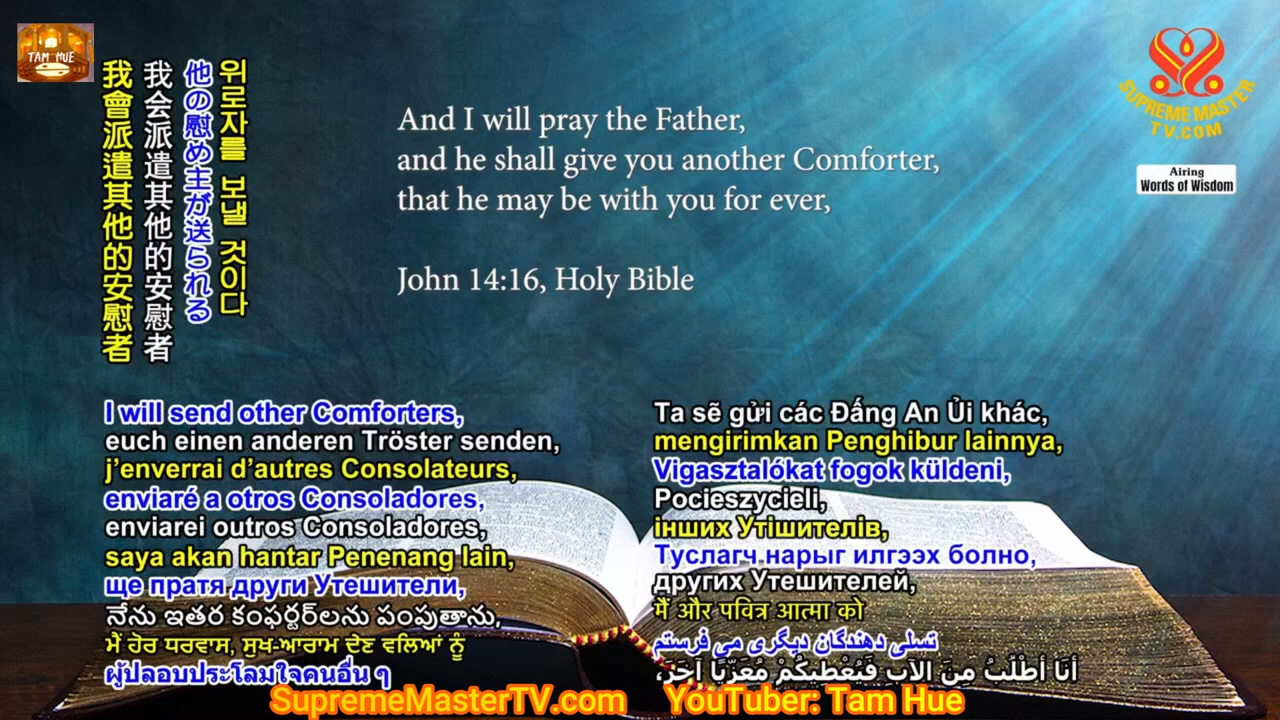 TAM HUE
我會派遣其他的安慰者
我会派遣其他的安慰者
他の慰め主が送られる
위로자를 보낼 것이다
And I will pray the Father,
and he shall give you another Comforter,
that he may be with you for ever,
John 14:16, Holy Bible
SUPREME MASTER
TV.COM
Airing
Words of Wisdom
I will send other Comforters,
euch einen anderen Tröster senden,
j’enverrai d’autres Consolateurs,
enviaré a otros Consoladores,
enviarei outros Consoladores,
saya akan hantar Penenang lain,
ще пратя други Утешители,
నేను ఇతర కంఫర్టర్‌లను పంపుతాను,
ਮੈਂ ਹੋਰ ਧਰਵਾਸ, ਸੁਖ-ਆਰਾਮ ਦੇਣ ਵਲਿਆਂ ਨੂੰ
ผู้ปลอบประโลมใจคนอื่น ๆ
Ta sẽ gửi các Đấng An Ủi khác,
mengirimkan Penghibur lainnya,
Vigasztalókat fogok küldeni,
Pocieszycieli,
інших Утішителів,
Туслагч нарыг илгээх болно,
других Утешителей,
मैं और पवित्र आत्मा को
تسلی دهندگان دیگری می فرستم
أنَا أطْلُبُ مِنَ الآبِ فَيُعْطِيكُمْ مُعَزّيًا آخَرَ،
SupremeMasterTV.com YouTuber: Tam Hue